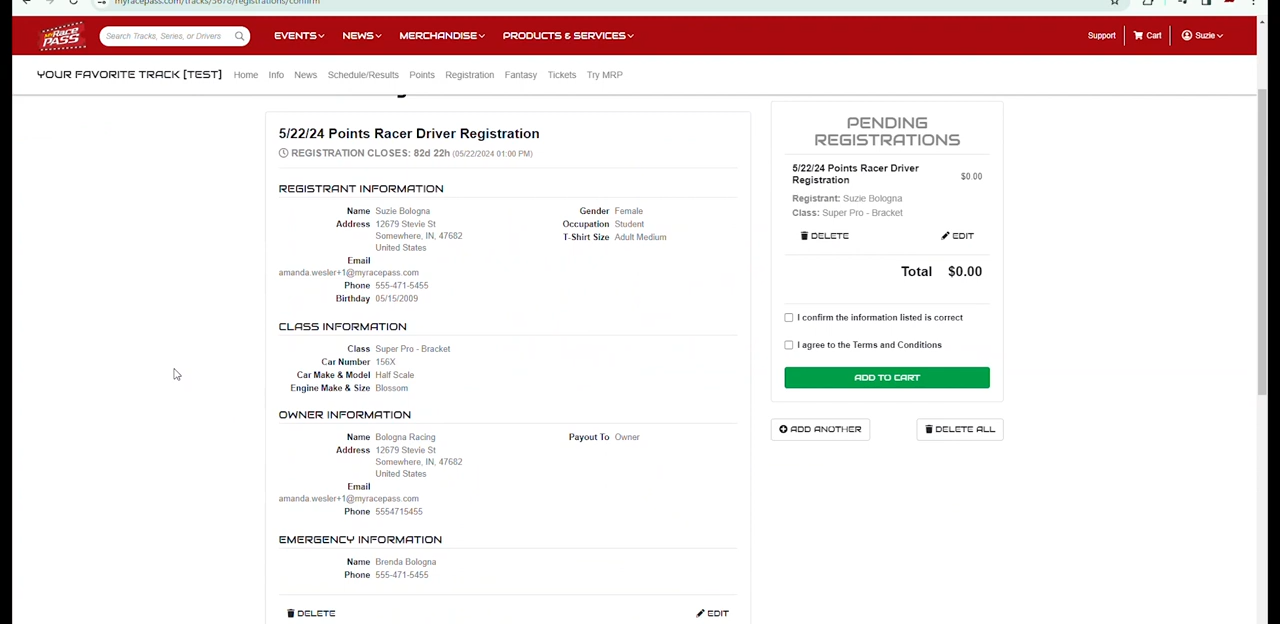 myracepass.com/tracks/5678/registrations/confirm
MY RACE PASS
Search Tracks, Series, or Drivers
EVENTS
NEWS
MERCHANDISE
PRODUCTS & SERVICES
Support
Cart
Suzie
YOUR FAVORITE TRACK [TEST]
Home
Info
News
Schedule/Results
Points
Registration
Fantasy
Tickets
Try MRP
5/22/24 Points Racer Driver Registration
REGISTRATION CLOSES: 82d 22h (05/22/2024 01:00 PM)
REGISTRANT INFORMATION
Name Suzie Bologna
Address 12679 Stevie St
Somewhere, IN, 47682
United States
Email
amanda.wesler+1@myracepass.com
Phone 555-471-5455
Birthday 05/15/2009
Gender Female
Occupation Student
T-Shirt Size Adult Medium
CLASS INFORMATION
Class Super Pro - Bracket
Car Number 156X
Car Make & Model Half Scale
Engine Make & Size Blossom
OWNER INFORMATION
Name Bologna Racing
Address 12679 Stevie St
Somewhere, IN, 47682
United States
Email
amanda.wesler+1@myracepass.com
Phone 5554715455
Payout To Owner
EMERGENCY INFORMATION
Name Brenda Bologna
Phone 555-471-5455
DELETE
EDIT
PENDING
REGISTRATIONS
5/22/24 Points Racer Driver
Registration
$0.00
Registrant: Suzie Bologna
Class: Super Pro - Bracket
DELETE
EDIT
Total $0.00
I confirm the information listed is correct
I agree to the Terms and Conditions
ADD TO CART
ADD ANOTHER
DELETE ALL